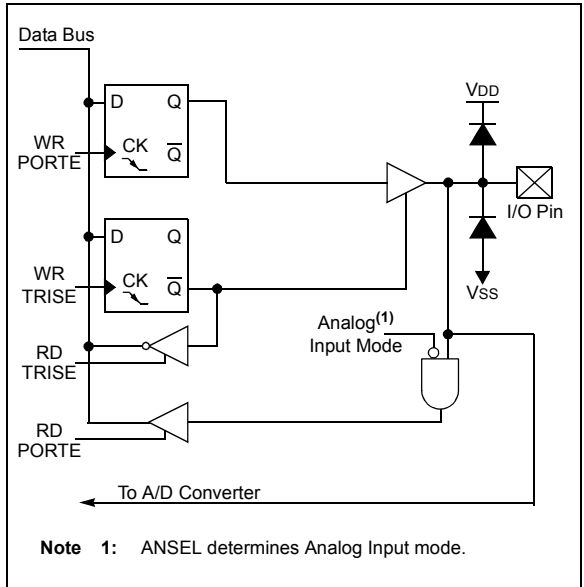 Data Bus
D Q
VDD
WR
PORTE
CK
Q
I/O Pin
D Q
WR
TRISE
CK
Q
VSS
Analog(1)
Input Mode
RD
TRISE
RD
PORTE
To A/D Converter
Note 1: ANSEL determines Analog Input mode.